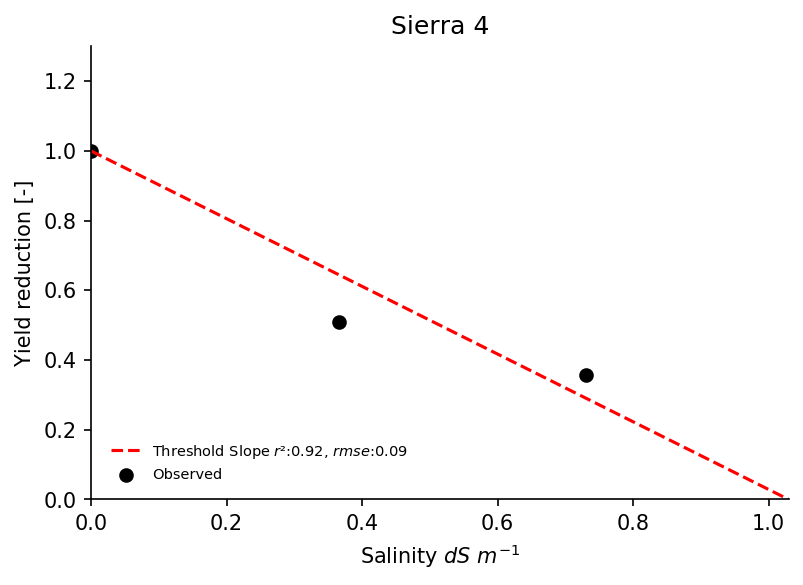 Sierra 4
Yield reduction [-]
1.2
1.0
0.8
0.6
0.4
0.2
0.0
Threshold Slope r²:0.92, rmse:0.09
Observed
0.0 0.2 0.4 0.6 0.8 1.0
Salinity dS m⁻¹